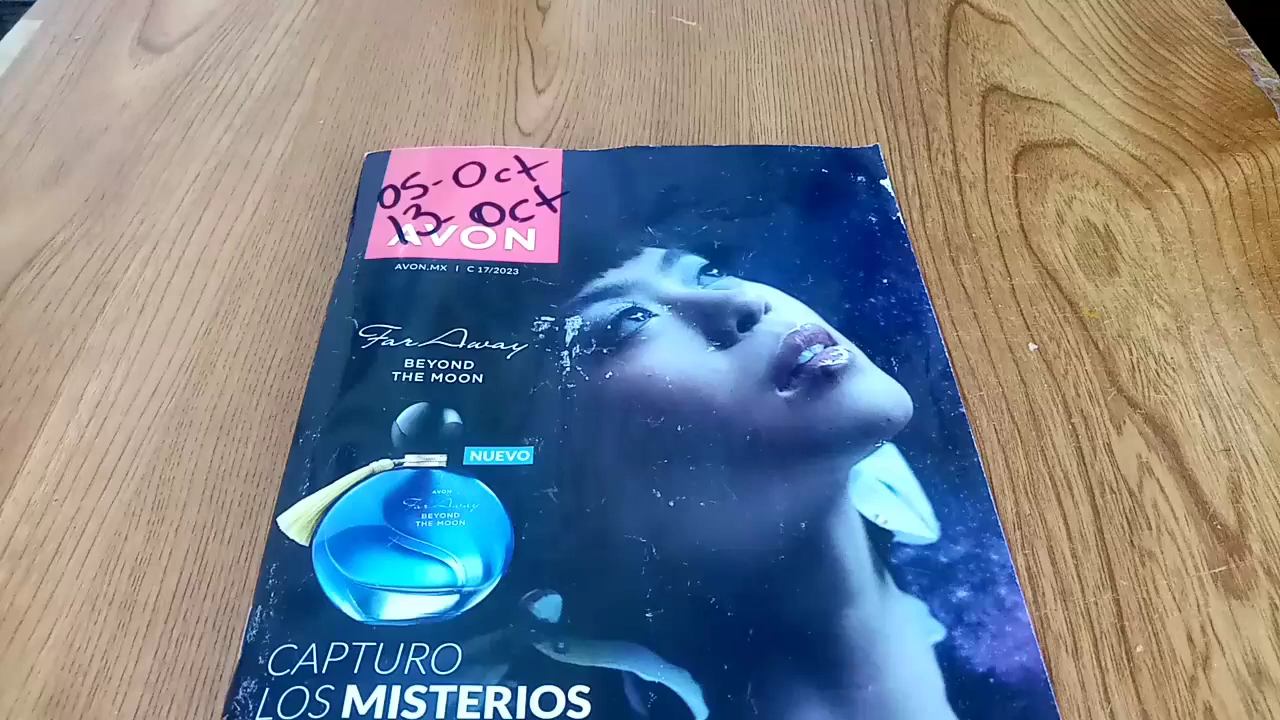 05-Oct
13-Oct
AVON
AVON.MX | C 17/2023
Far Away
BEYOND
THE MOON
NUEVO
AVON
Far Away
BEYOND
THE MOON
CAPTURO
LOS MISTERIOS